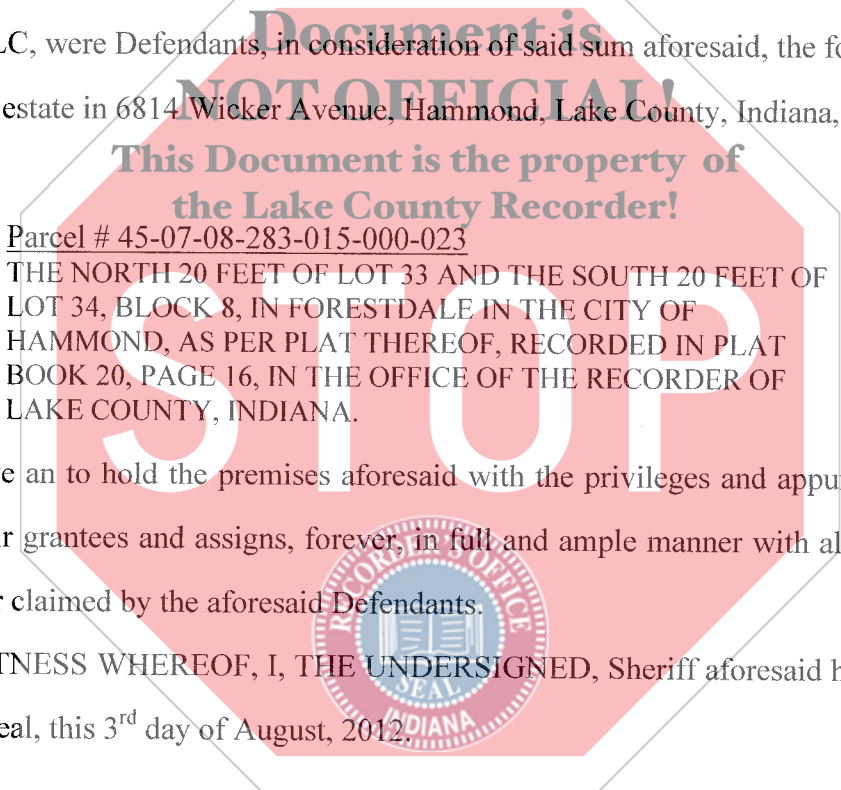 Document is
LC, were Defendants, in consideration of said sum aforesaid, the fo
NOT OFFICIAL!
estate in 6814 Wicker Avenue, Hammond, Lake County, Indiana,
This Document is the property of
the Lake County Recorder!
Parcel # 45-07-08-283-015-000-023
THE NORTH 20 FEET OF LOT 33 AND THE SOUTH 20 FEET OF
LOT 34, BLOCK 8, IN FORESTDALE IN THE CITY OF
HAMMOND, AS PER PLAT THEREOF, RECORDED IN PLAT
BOOK 20, PAGE 16, IN THE OFFICE OF THE RECORDER OF
LAKE COUNTY, INDIANA.
STOP
e an to hold the premises aforesaid with the privileges and appu
r grantees and assigns, forever, in full and ample manner with al
r claimed by the aforesaid Defendants.
TNESS WHEREOF, I, THE UNDERSIGNED, Sheriff aforesaid h
eal, this 3rd day of August, 2012.
RECORDER'S OFFICE
SEAL
INDIANA